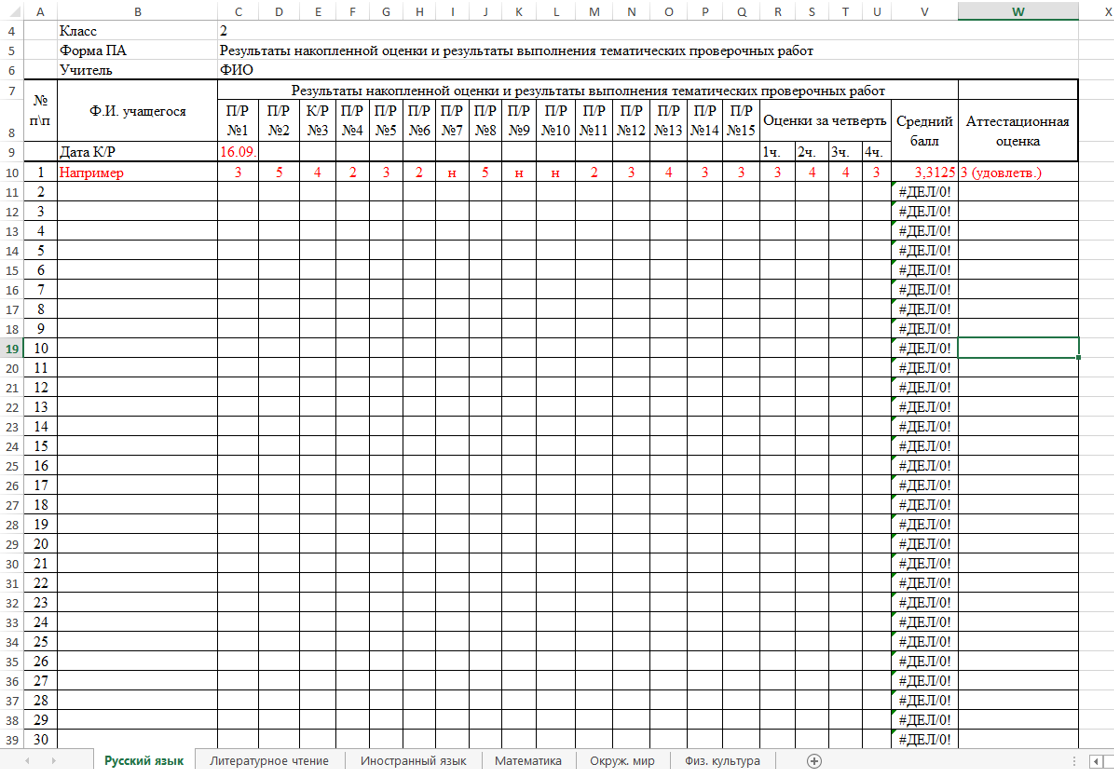 A B C D E F G H I J K L M N O P Q R S T U V W X
4 Класс 2
5 Форма ПА Результаты накопленной оценки и результаты выполнения тематических проверочных работ
6 Учитель ФИО
7 № п\п Ф.И. учащегося Результаты накопленной оценки и результаты выполнения тематических проверочных работ
8 П/Р №1 П/Р №2 К/Р №3 П/Р №4 П/Р №5 П/Р №6 П/Р №7 П/Р №8 П/Р №9 П/Р №10 П/Р №11 П/Р №12 П/Р №13 П/Р №14 П/Р №15 Оценки за четверть Средний балл Аттестационная оценка
9 Дата К/Р 16.09. 1ч. 2ч. 3ч. 4ч.
10 1 Например 3 5 4 2 3 2 н 5 н н 2 3 4 3 3 3 4 4 3 3,3125 3 (удовлетв.)
11 2 #ДЕЛ/0!
12 3 #ДЕЛ/0!
13 4 #ДЕЛ/0!
14 5 #ДЕЛ/0!
15 6 #ДЕЛ/0!
16 7 #ДЕЛ/0!
17 8 #ДЕЛ/0!
18 9 #ДЕЛ/0!
19 10 #ДЕЛ/0!
20 11 #ДЕЛ/0!
21 12 #ДЕЛ/0!
22 13 #ДЕЛ/0!
23 14 #ДЕЛ/0!
24 15 #ДЕЛ/0!
25 16 #ДЕЛ/0!
26 17 #ДЕЛ/0!
27 18 #ДЕЛ/0!
28 19 #ДЕЛ/0!
29 20 #ДЕЛ/0!
30 21 #ДЕЛ/0!
31 22 #ДЕЛ/0!
32 23 #ДЕЛ/0!
33 24 #ДЕЛ/0!
34 25 #ДЕЛ/0!
35 26 #ДЕЛ/0!
36 27 #ДЕЛ/0!
37 28 #ДЕЛ/0!
38 29 #ДЕЛ/0!
39 30 #ДЕЛ/0!
Русский язык Литературное чтение Иностранный язык Математика Окруж. мир Физ. культура